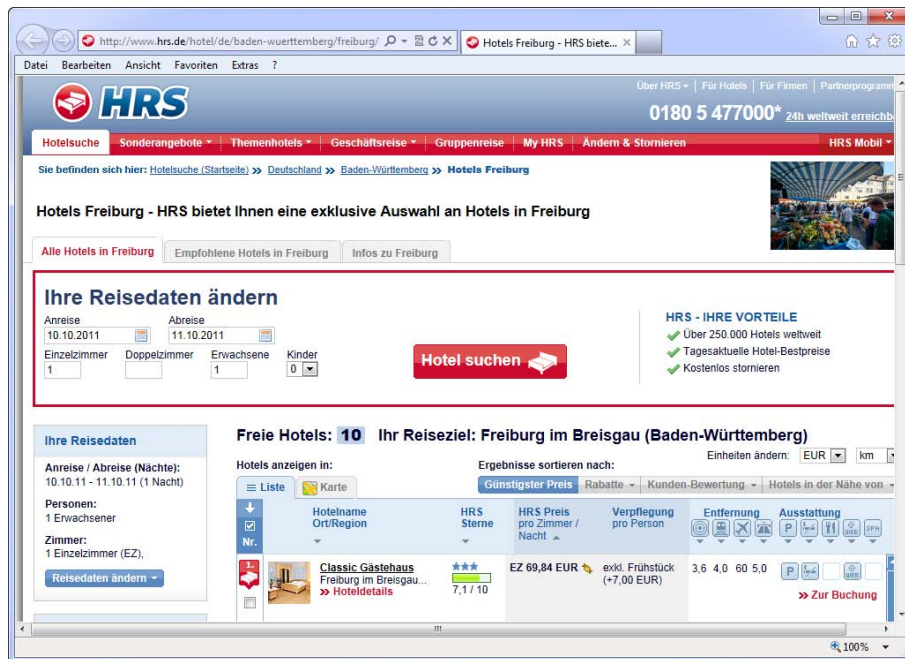 http://www.hrs.de/hotel/de/baden-wuerttemberg/freiburg/
Hotels Freiburg - HRS biete...
Datei Bearbeiten Ansicht Favoriten Extras ?
Über HRS Für Hotels Für Firmen Partnerprogramm
HRS
0180 5 477000* 24h weltweit erreichb
Hotelsuche Sonderangebote Themenhotels Geschäftsreise Gruppenreise My HRS Ändern & Stornieren HRS Mobil
Sie befinden sich hier: Hotelsuche (Startseite) » Deutschland » Baden-Württemberg » Hotels Freiburg
Hotels Freiburg - HRS bietet Ihnen eine exklusive Auswahl an Hotels in Freiburg
Alle Hotels in Freiburg Empfohlene Hotels in Freiburg Infos zu Freiburg
Ihre Reisedaten ändern
Anreise Abreise
10.10.2011 11.10.2011
Einzelzimmer Doppelzimmer Erwachsene Kinder
1 1 0
Hotel suchen
HRS - IHRE VORTEILE
Über 250.000 Hotels weltweit
Tagesaktuelle Hotel-Bestpreise
Kostenlos stornieren
Ihre Reisedaten
Anreise / Abreise (Nächte):
10.10.11 - 11.10.11 (1 Nacht)
Personen:
1 Erwachsener
Zimmer:
1 Einzelzimmer (EZ),
Reisedaten ändern
Freie Hotels: 10 Ihr Reiseziel: Freiburg im Breisgau (Baden-Württemberg)
Einheiten ändern: EUR km
Hotels anzeigen in: Ergebnisse sortieren nach:
Liste Karte Günstigster Preis Rabatte Kunden-Bewertung Hotels in der Nähe von
Nr.
Hotelname
Ort/Region
HRS
Sterne
HRS Preis
pro Zimmer /
Nacht
Verpflegung
pro Person
Entfernung Ausstattung
P WEB SPA
1.
Classic Gästehaus
Freiburg im Breisgau...
» Hoteldetails
7,1 / 10
EZ 69,84 EUR
exkl. Frühstück
(+7,00 EUR)
3,6 4,0 60 5,0
P WEB
» Zur Buchung
100%